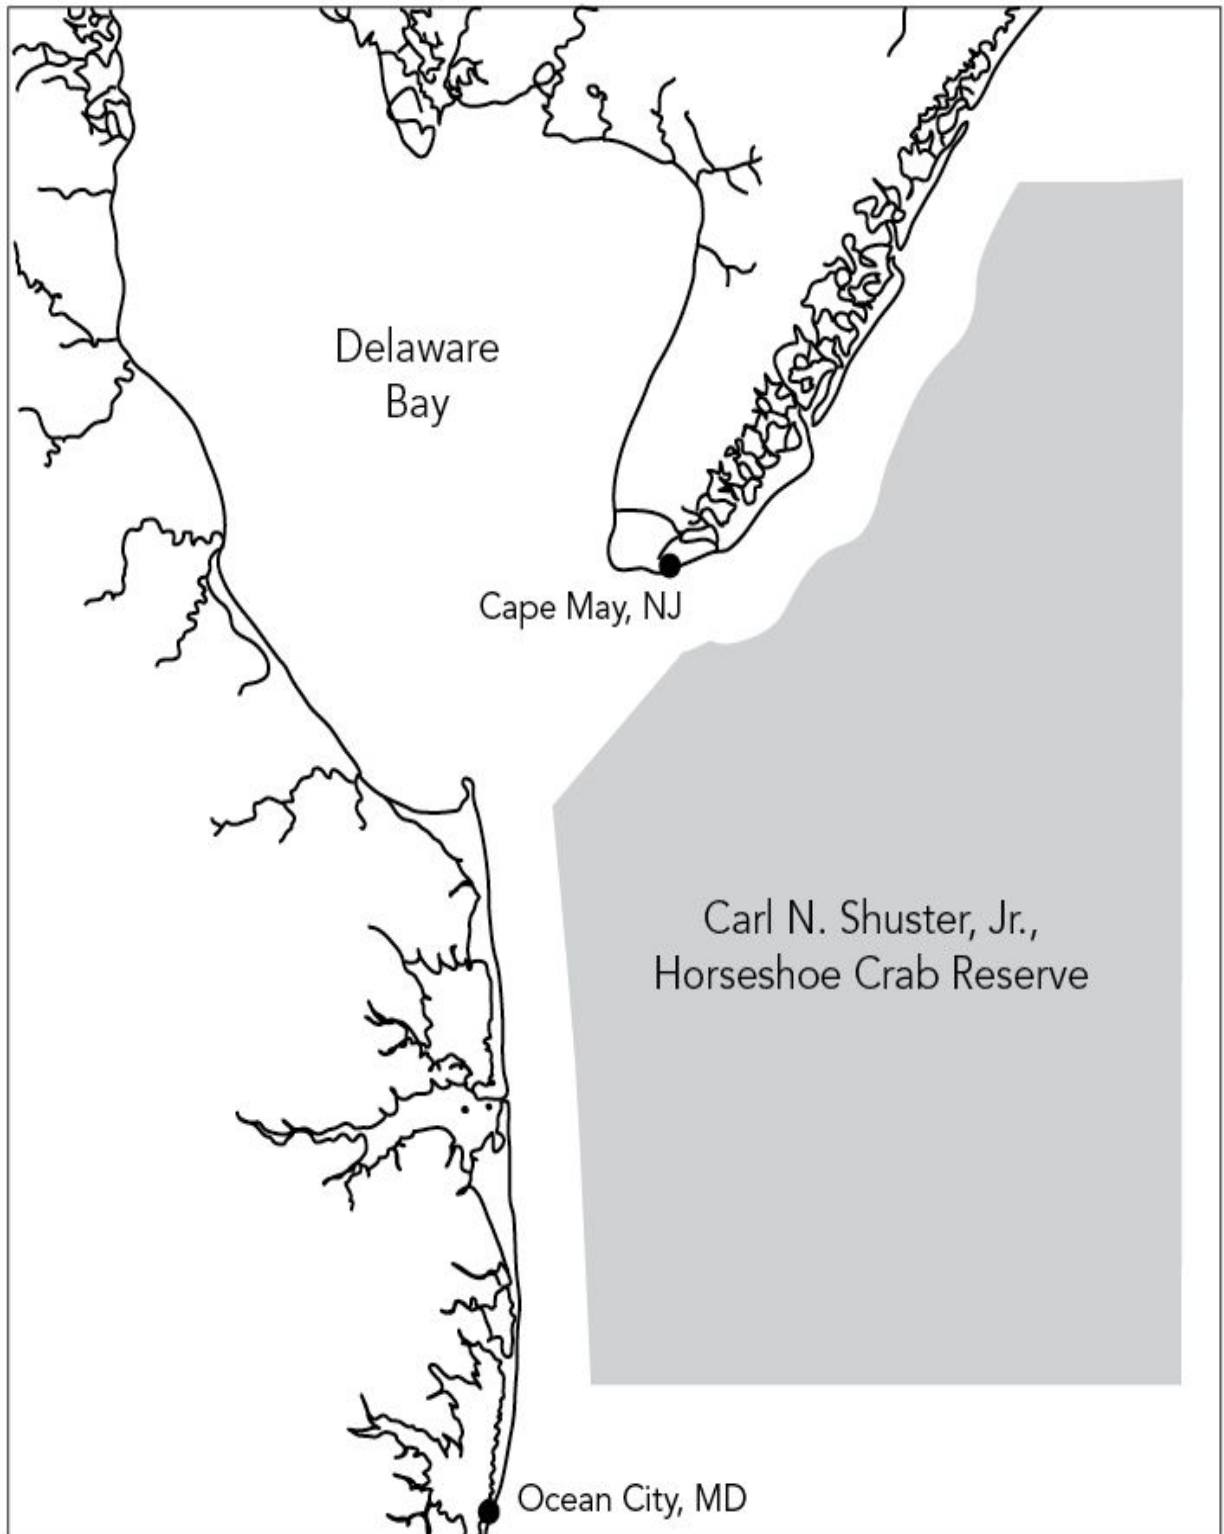 Delaware
Bay
Cape May, NJ
Carl N. Shuster, Jr.,
Horseshoe Crab Reserve
Ocean City, MD